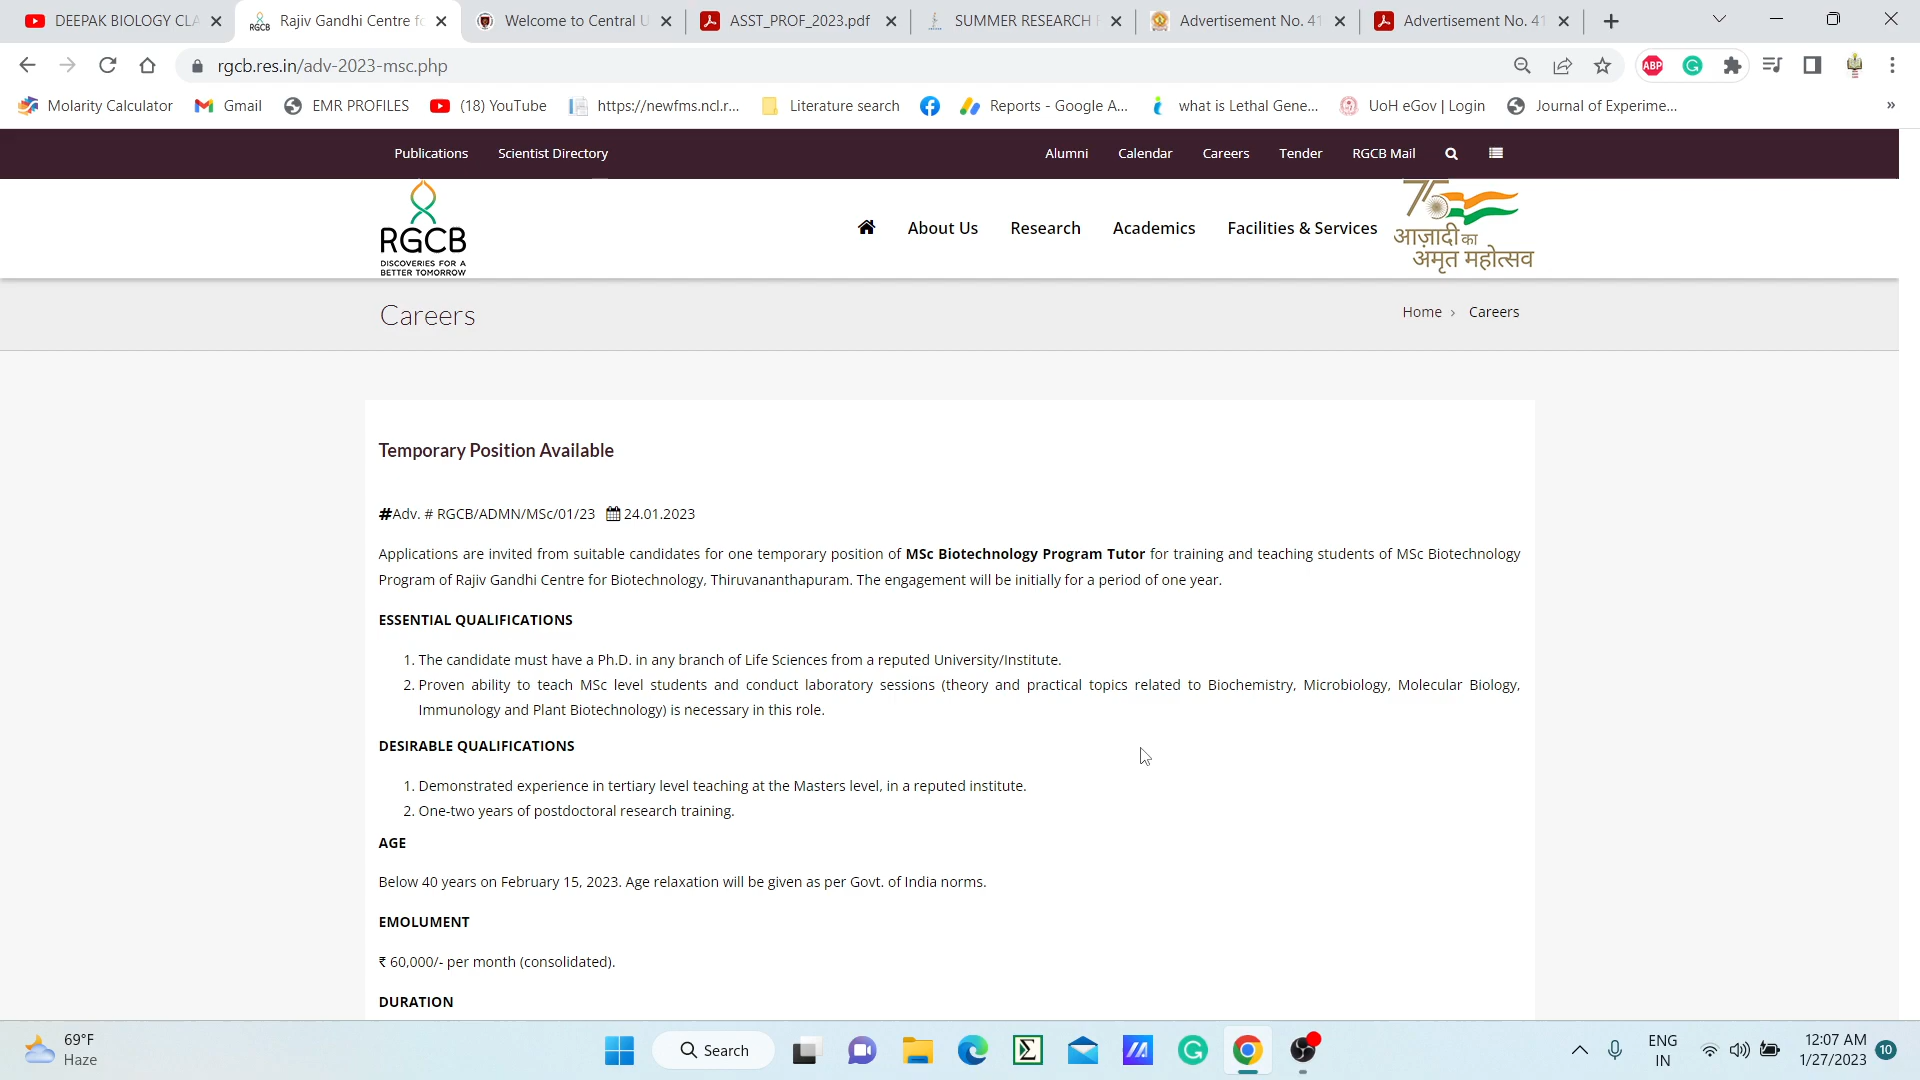 DEEPAK BIOLOGY CLA
Rajiv Gandhi Centre fo
Welcome to Central U
ASST_PROF_2023.pdf
SUMMER RESEARCH F
Advertisement No. 41
Advertisement No. 41
rgcb.res.in/adv-2023-msc.php
ABP
Molarity Calculator
Gmail
EMR PROFILES
(18) YouTube
https://newfms.ncl.r...
Literature search
Reports - Google A...
what is Lethal Gene...
UoH eGov | Login
Journal of Experime...
»
Publications
Scientist Directory
Alumni
Calendar
Careers
Tender
RGCB Mail
RGCB
DISCOVERIES FOR A
BETTER TOMORROW
About Us
Research
Academics
Facilities & Services
75
आज़ादी का
अमृत महोत्सव
Careers
Home › Careers
Temporary Position Available
#Adv. # RGCB/ADMN/MSc/01/23 24.01.2023
Applications are invited from suitable candidates for one temporary position of MSc Biotechnology Program Tutor for training and teaching students of MSc Biotechnology
Program of Rajiv Gandhi Centre for Biotechnology, Thiruvananthapuram. The engagement will be initially for a period of one year.
ESSENTIAL QUALIFICATIONS
1. The candidate must have a Ph.D. in any branch of Life Sciences from a reputed University/Institute.
2. Proven ability to teach MSc level students and conduct laboratory sessions (theory and practical topics related to Biochemistry, Microbiology, Molecular Biology,
Immunology and Plant Biotechnology) is necessary in this role.
DESIRABLE QUALIFICATIONS
1. Demonstrated experience in tertiary level teaching at the Masters level, in a reputed institute.
2. One-two years of postdoctoral research training.
AGE
Below 40 years on February 15, 2023. Age relaxation will be given as per Govt. of India norms.
EMOLUMENT
₹ 60,000/- per month (consolidated).
DURATION
69°F
Haze
Search
ENG
IN
12:07 AM
1/27/2023
10